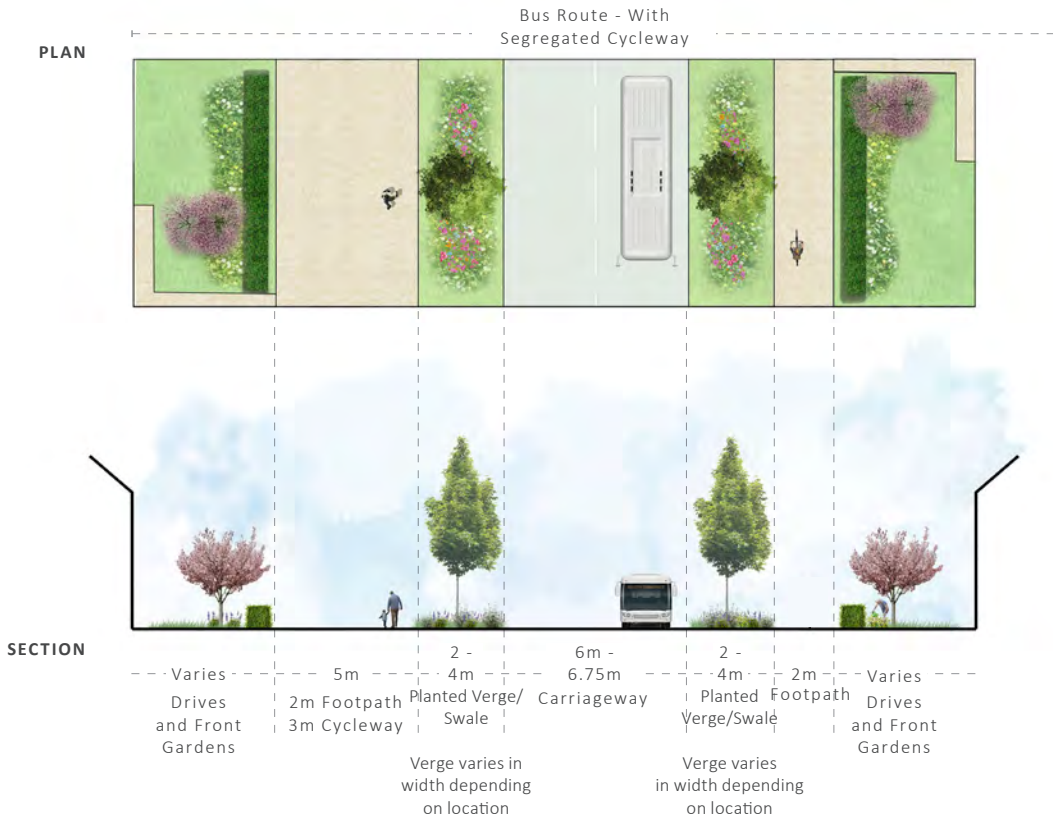 Bus Route - With
Segregated Cycleway
PLAN
SECTION
Varies
Drives
and Front
Gardens
5m
2m Footpath
3m Cycleway
2 -
4m
Planted Verge/
Swale
Verge varies in
width depending
on location
6m -
6.75m
Carriageway
2 -
4m
Planted
Verge/Swale
Verge varies
in width depending
on location
2m
Footpath
Varies
Drives
and Front
Gardens